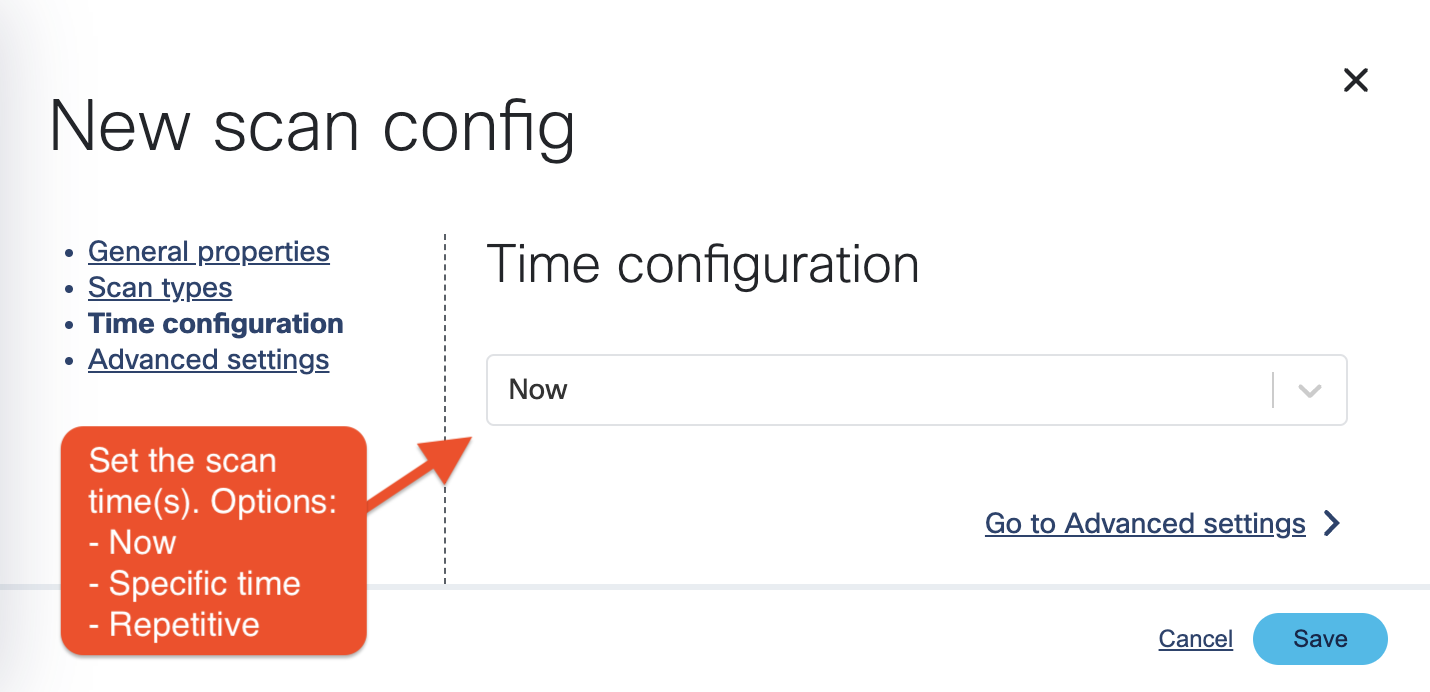 New scan config
General properties
Scan types
Time configuration
Advanced settings
Time configuration
Now
Go to Advanced settings
Set the scan
time(s). Options:
- Now
- Specific time
- Repetitive
Cancel
Save